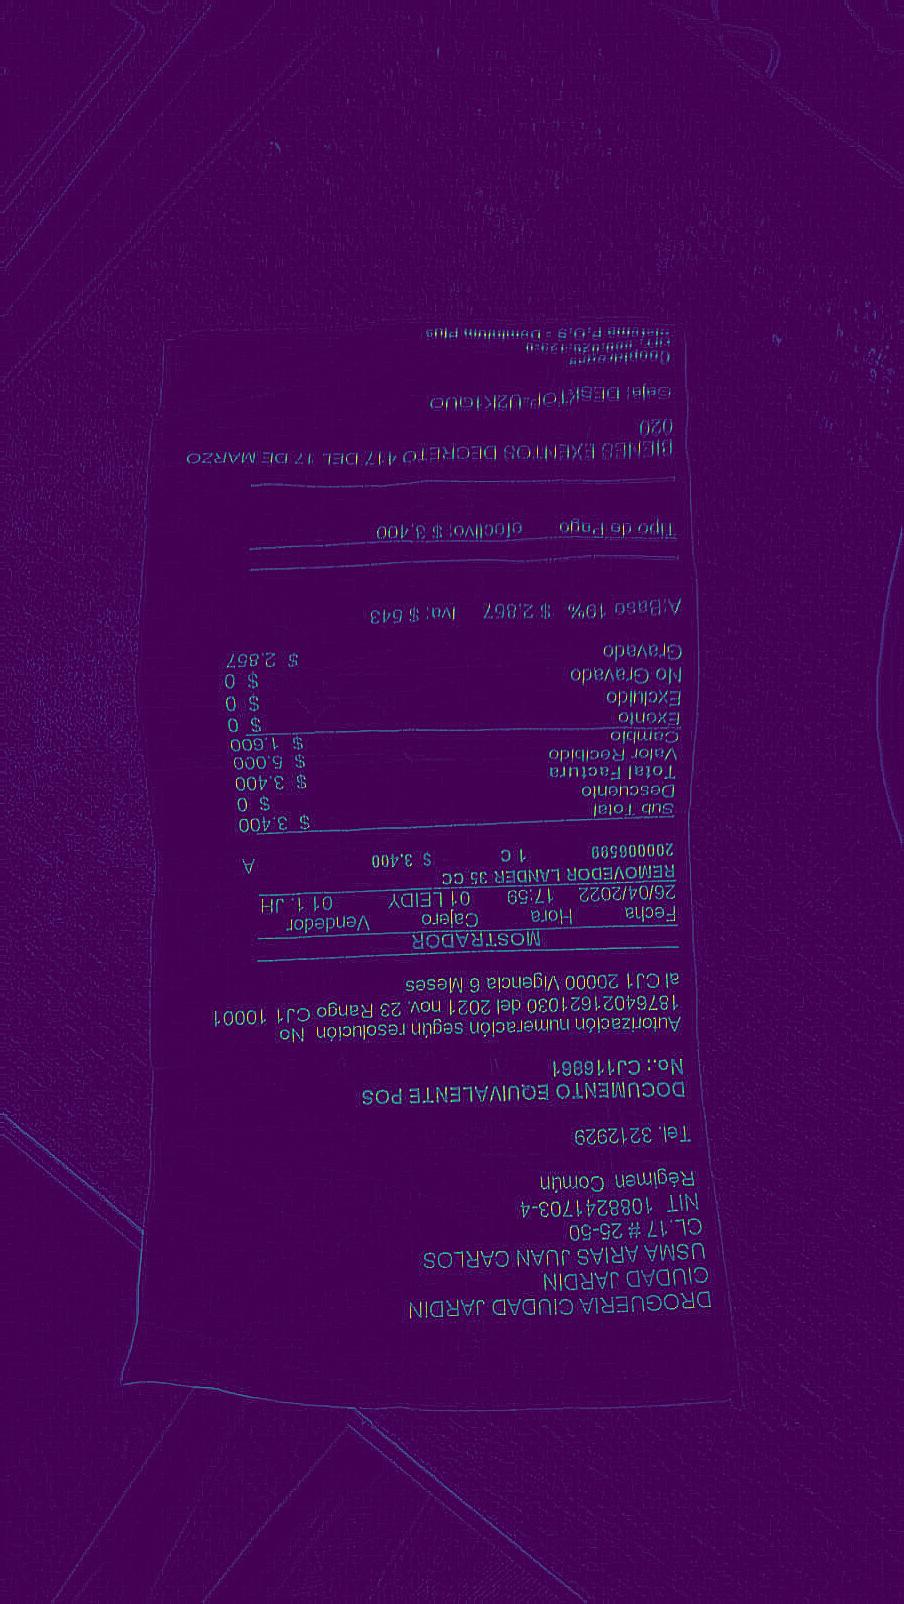 DROGUERIA CIUDAD JARDIN
CIUDAD JARDIN
USMA ARIAS JUAN CARLOS
CL.17 # 25-50
NIT 1088241703-4
Régimen Común
Tel. 3212929
DOCUMENTO EQUIVALENTE POS
No.: CJ116861
Autorización numeración según resolución No
18764021621030 del 2021 nov. 23 Rango CJ1 10001
al CJ1 20000 Vigencia 6 Meses
MOSTRADOR
Fecha Hora Cajero Vendedor
26/04/2022 17:59 01 LEIDY 01 1. JH
REMOVEDOR LANDER 35 CC
200006599 1 C $ 3.400 A
Sub Total $ 3.400
Descuento $ 0
Total Factura $ 3.400
Valor Recibido $ 5.000
Cambio $ 1.600
Exento $ 0
Excluido $ 0
No Gravado $ 0
Gravado $ 2.857
A:Base 19% $ 2.857 Iva: $ 543
Tipo de Pago efectivo: $ 3,400
BIENES EXENTOS DECRETO 417 DEL 17 DE MARZO
020
Caja: DESKTOP-U2K1GUO
Sistema P.O.S - Dominium Plus